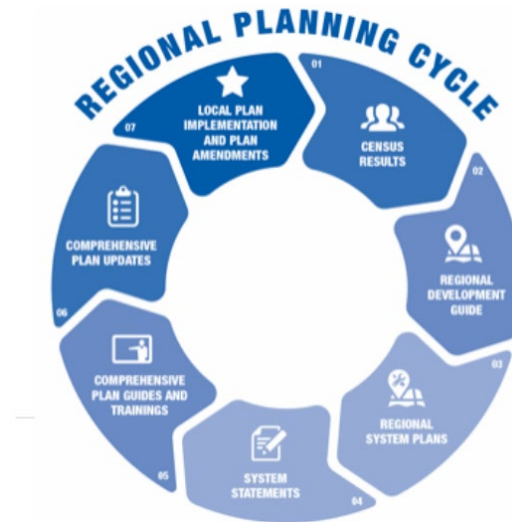 REGIONAL PLANNING CYCLE
01
CENSUS
RESULTS
02
REGIONAL
DEVELOPMENT
GUIDE
03
REGIONAL
SYSTEM PLANS
04
SYSTEM
STATEMENTS
05
COMPREHENSIVE
PLAN GUIDES AND
TRAININGS
06
COMPREHENSIVE
PLAN UPDATES
07
LOCAL PLAN
IMPLEMENTATION
AND PLAN
AMENDMENTS